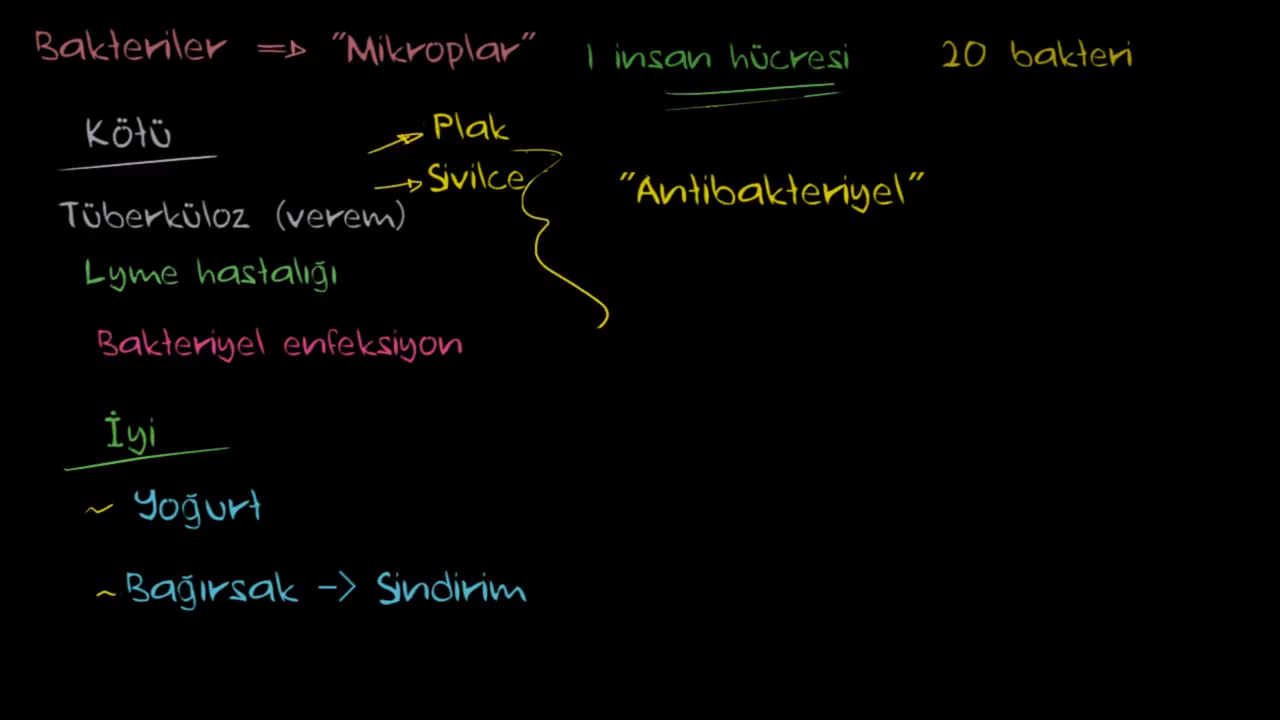 Bakteriler => "Mikroplar"
1 insan hücresi
20 bakteri
Kötü
Plak
Sivilce
"Antibakteriyel"
Tüberküloz (verem)
Lyme hastalığı
Bakteriyel enfeksiyon
İyi
~ Yoğurt
~ Bağırsak -> Sindirim